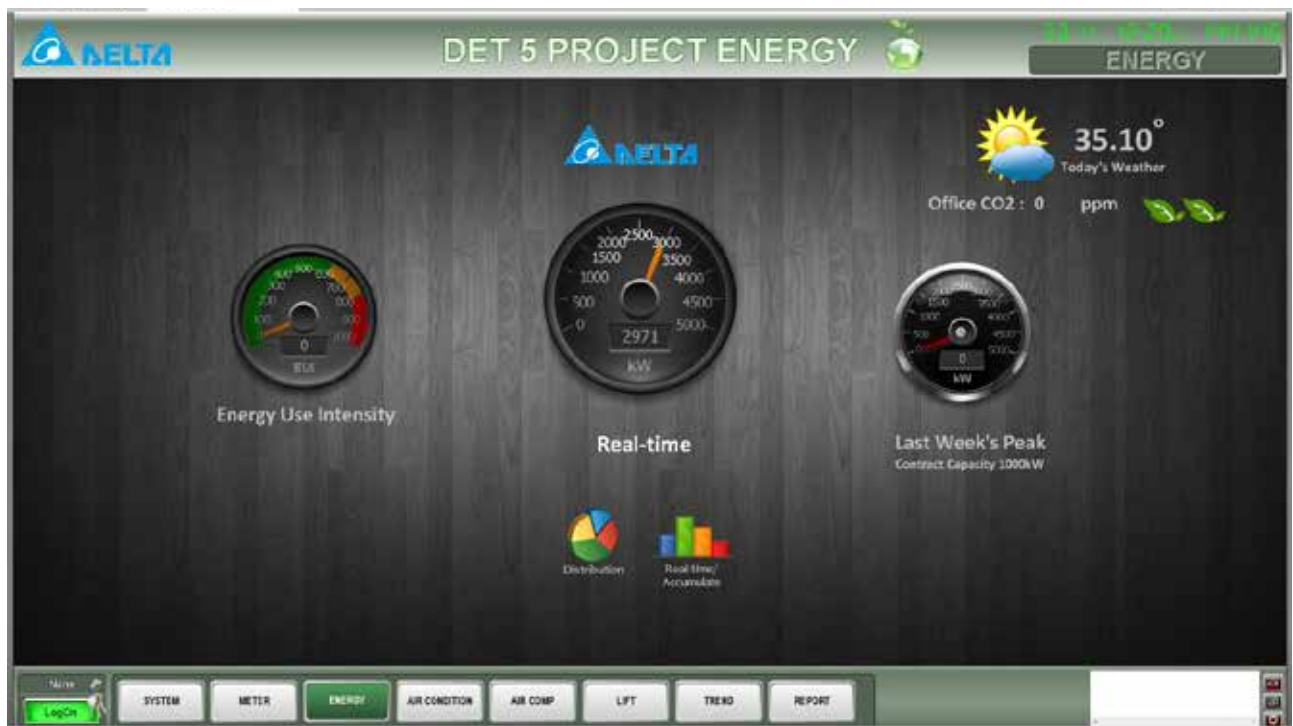 DELTA
DET 5 PROJECT ENERGY
ENERGY
DELTA
35.10°
Today's Weather
Office CO2 : 0 ppm
2500
2000 3000
1500 3500
1000 4000
500 4500
0 5000
2971
kW
0
EUI
0
kW
Energy Use Intensity
Real-time
Last Week's Peak
Contract Capacity 1000kW
Distribution
Real time/
Accumulate
None
LogOn
SYSTEM
METER
ENERGY
AIR CONDITION
AIR COMP
LIFT
TREND
REPORT